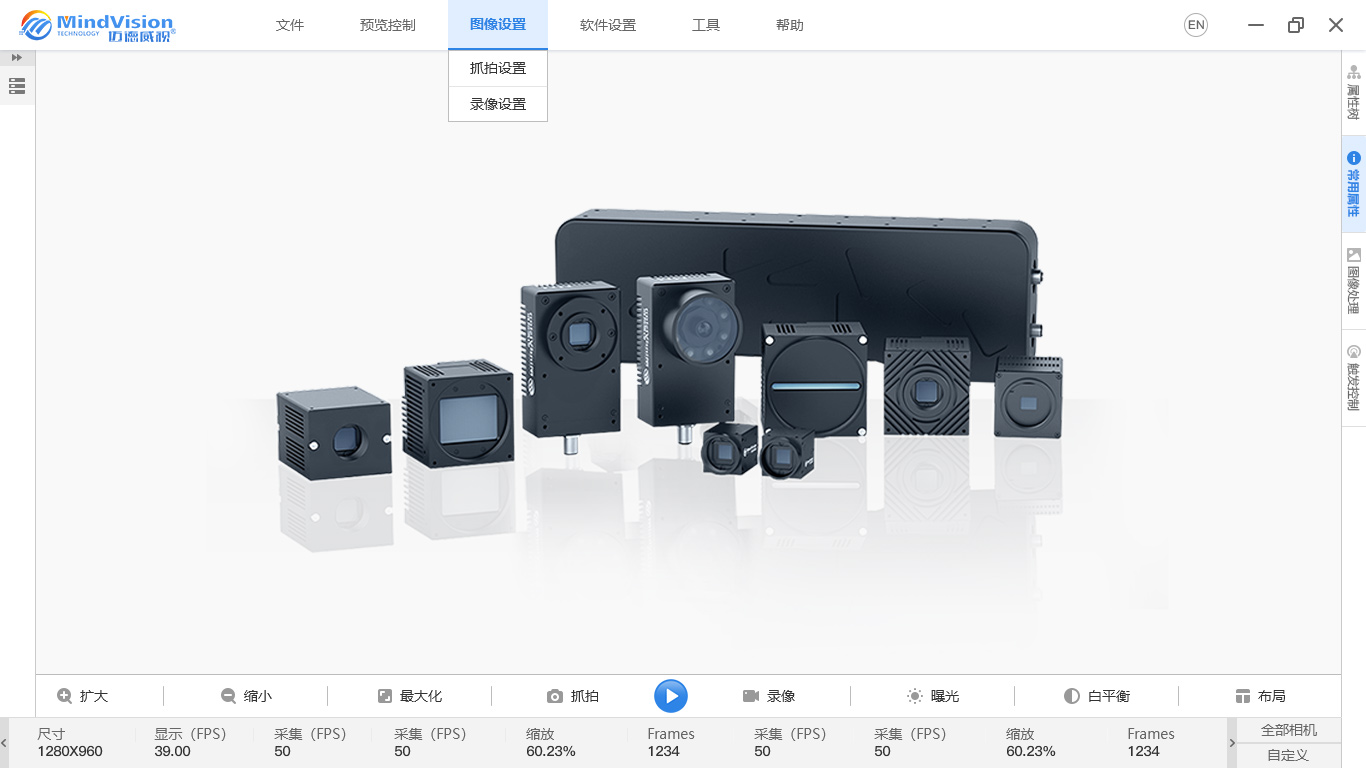 MindVision
TECHNOLOGY 迈德威视®
文件 预览控制 图像设置 软件设置 工具 帮助 EN
抓拍设置
录像设置
属性树
常用属性
图像处理
触发控制
扩大 缩小 最大化 抓拍 录像 曝光 白平衡 布局
尺寸 显示（FPS） 采集（FPS） 采集（FPS） 缩放 Frames 采集（FPS） 采集（FPS） 缩放 Frames 全部相机
1280X960 39.00 50 50 60.23% 1234 50 50 60.23% 1234 自定义